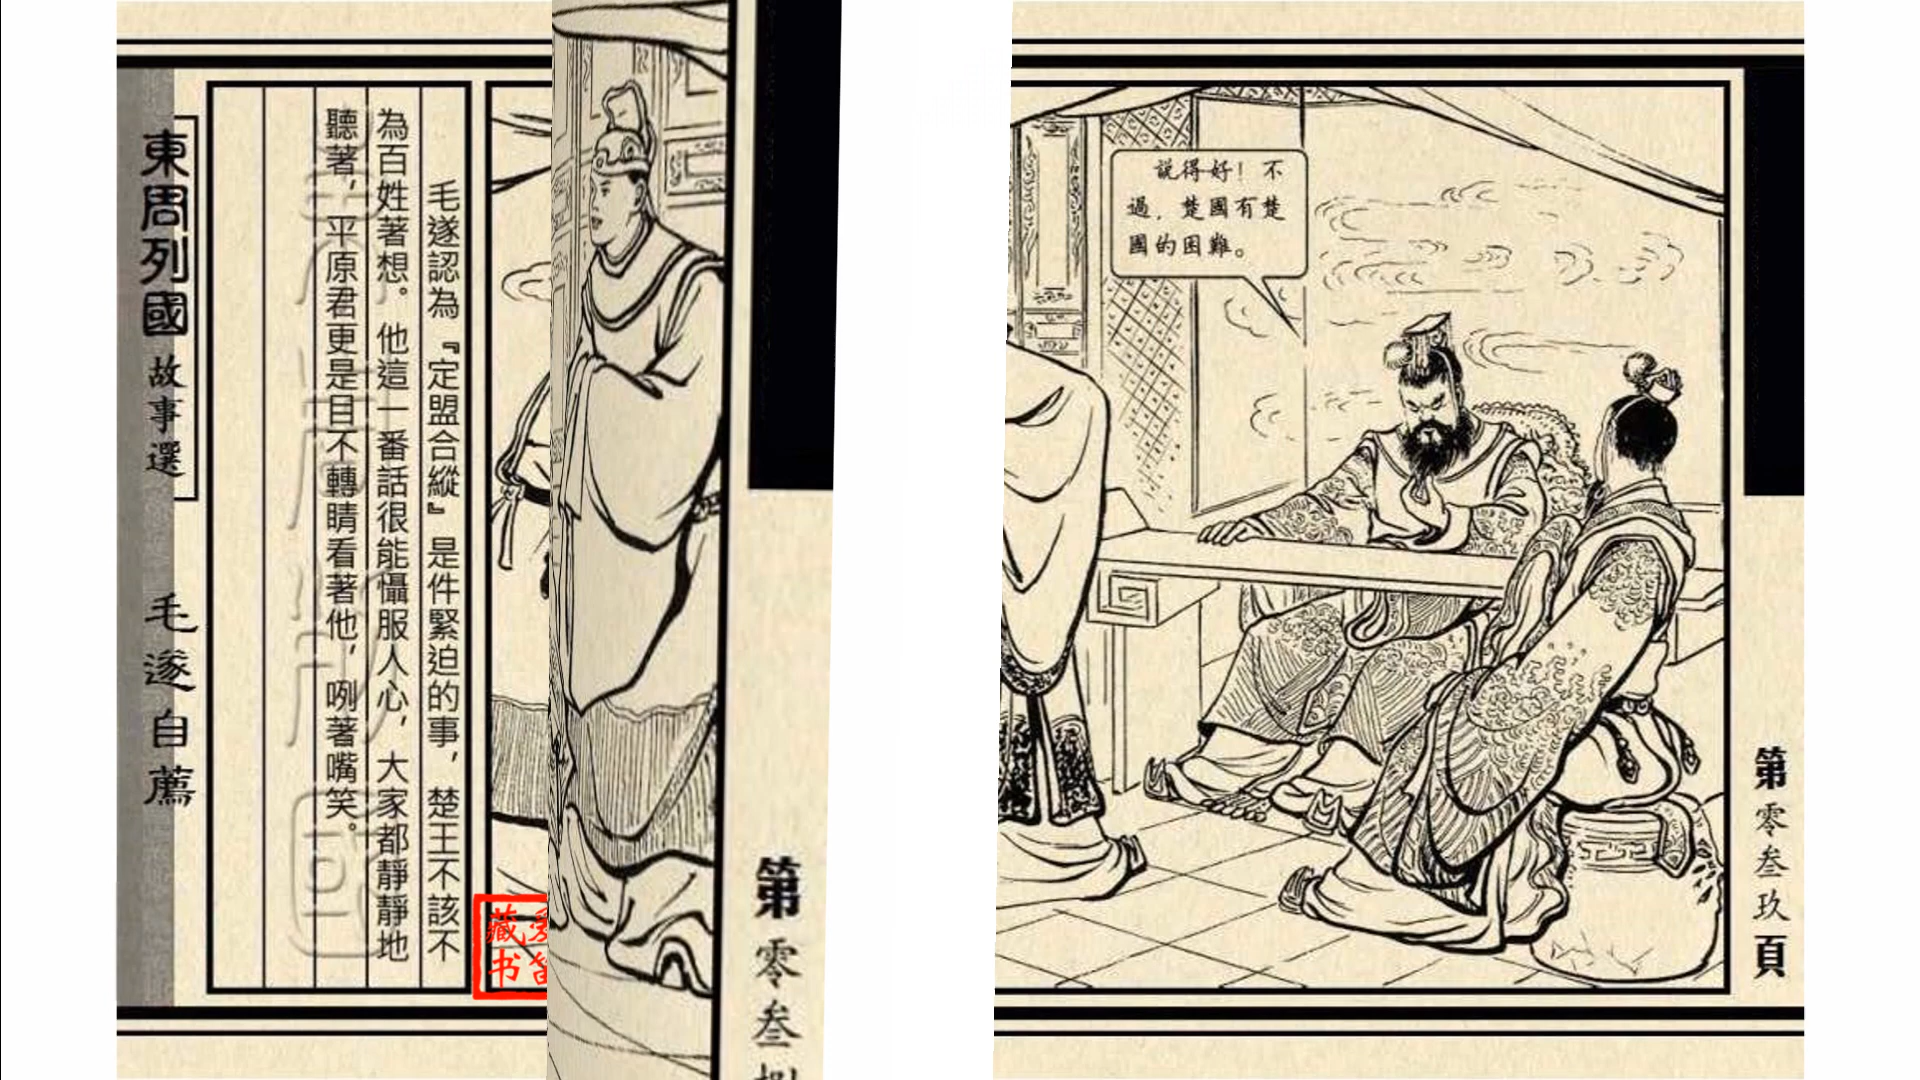 東周列國
故事選
毛遂自薦
毛遂認為『定盟合縱』是件緊迫的事，楚王不該不
為百姓著想。他這一番話很能懾服人心，大家都靜靜地
聽著，平原君更是目不轉睛看著他，咧著嘴笑。
藏书
第零叁
說得好！不
過，楚國有楚
國的困難。
第零叁玖頁